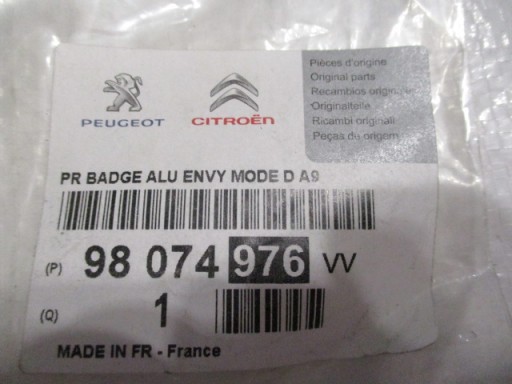 PEUGEOT
CITROËN
Pièces d'origine
Original parts
Recambios originales
Originalteile
Ricambi originali
Peças de origem
PR BADGE ALU ENVY MODE D A9
(P) 98 074 976 VV
(Q) 1
MADE IN FR - France